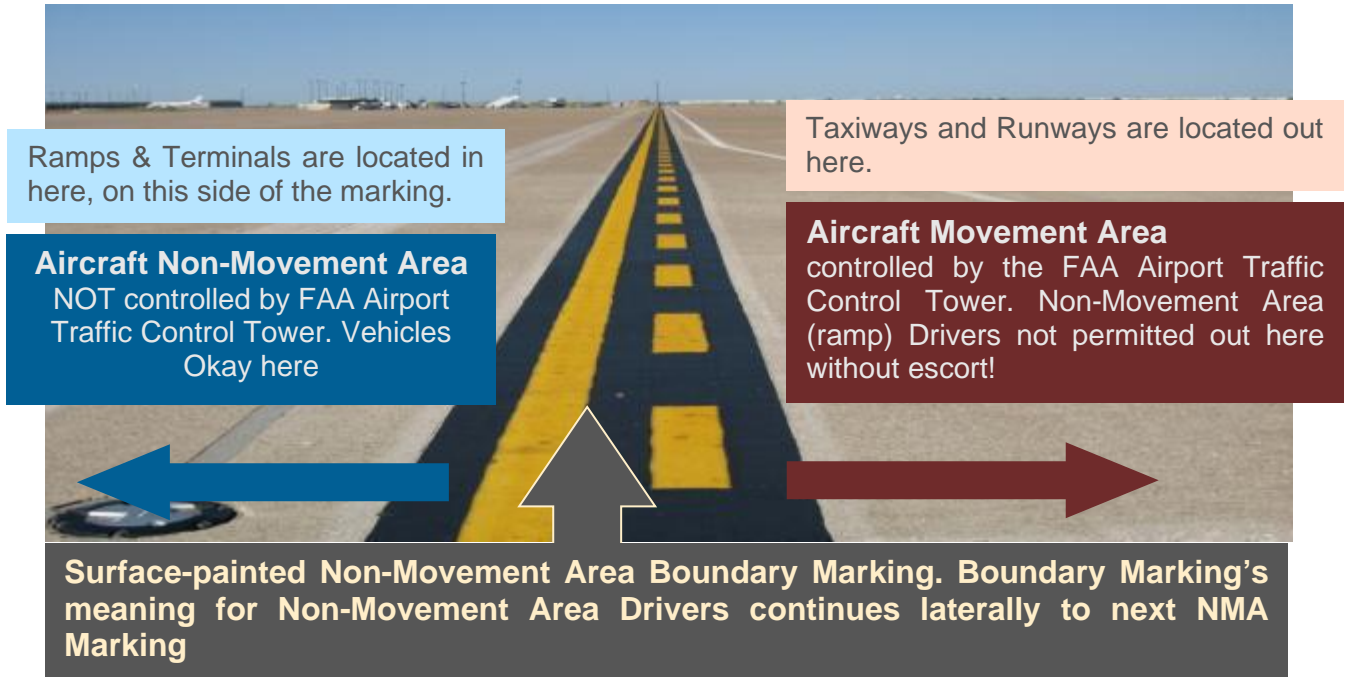 Ramps & Terminals are located in
here, on this side of the marking.
Taxiways and Runways are located out
here.
Aircraft Non-Movement Area
NOT controlled by FAA Airport
Traffic Control Tower. Vehicles
Okay here
Aircraft Movement Area
controlled by the FAA Airport Traffic
Control Tower. Non-Movement Area
(ramp) Drivers not permitted out here
without escort!
Surface-painted Non-Movement Area Boundary Marking. Boundary Marking’s
meaning for Non-Movement Area Drivers continues laterally to next NMA
Marking